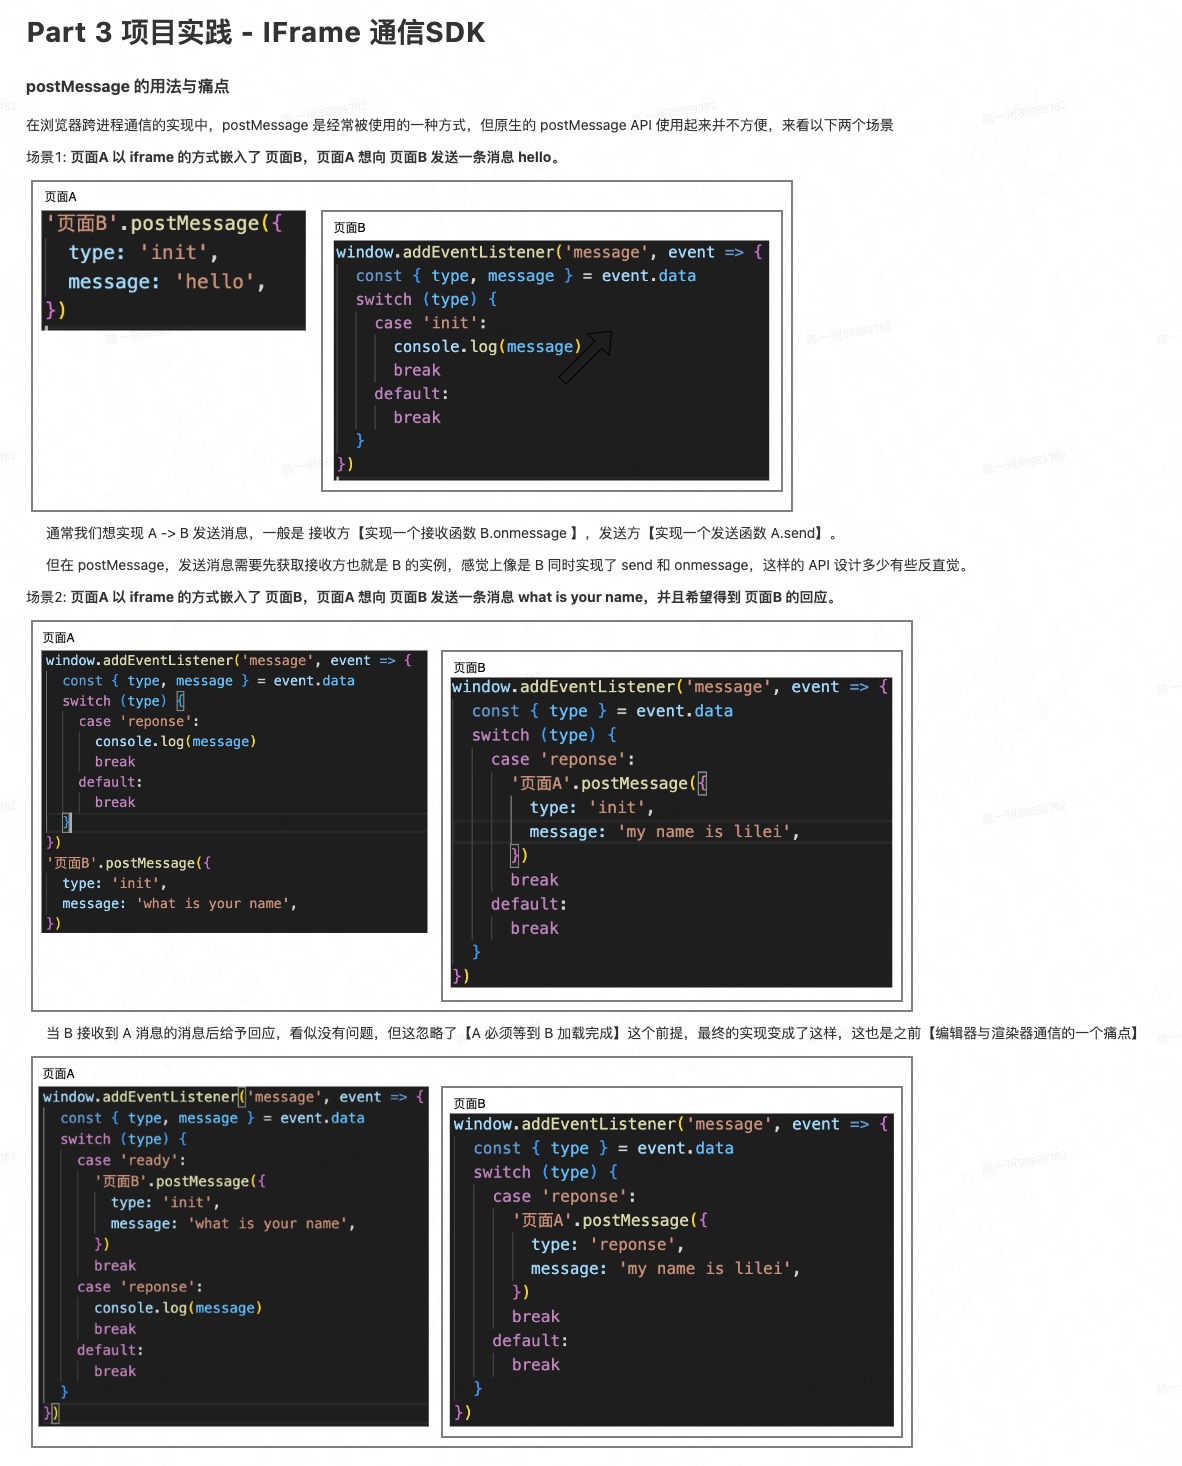 Part 3 项目实践 - IFrame 通信SDK
postMessage 的用法与痛点
在浏览器跨进程通信的实现中，postMessage 是经常被使用的一种方式，但原生的 postMessage API 使用起来并不方便，来看以下两个场景
场景1: 页面A 以 iframe 的方式嵌入了 页面B，页面A 想向 页面B 发送一条消息 hello。
页面A
'页面B'.postMessage({
type: 'init',
message: 'hello',
})
页面B
window.addEventListener('message', event => {
const { type, message } = event.data
switch (type) {
case 'init':
console.log(message)
break
default:
break
}
})
通常我们想实现 A -> B 发送消息，一般是 接收方【实现一个接收函数 B.onmessage 】，发送方【实现一个发送函数 A.send】。
但在 postMessage，发送消息需要先获取接收方也就是 B 的实例，感觉上像是 B 同时实现了 send 和 onmessage，这样的 API 设计多少有些反直觉。
场景2: 页面A 以 iframe 的方式嵌入了 页面B，页面A 想向 页面B 发送一条消息 what is your name，并且希望得到 页面B 的回应。
页面A
window.addEventListener('message', event => {
const { type, message } = event.data
switch (type) {
case 'reponse':
console.log(message)
break
default:
break
}
})
'页面B'.postMessage({
type: 'init',
message: 'what is your name',
})
页面B
window.addEventListener('message', event => {
const { type } = event.data
switch (type) {
case 'reponse':
'页面A'.postMessage({
type: 'init',
message: 'my name is lilei',
})
break
default:
break
}
})
当 B 接收到 A 消息的消息后给予回应，看似没有问题，但这忽略了【A 必须等到 B 加载完成】这个前提，最终的实现变成了这样，这也是之前【编辑器与渲染器通信的一个痛点】
页面A
window.addEventListener('message', event => {
const { type, message } = event.data
switch (type) {
case 'ready':
'页面B'.postMessage({
type: 'init',
message: 'what is your name',
})
break
case 'reponse':
console.log(message)
break
default:
break
}
})
页面B
window.addEventListener('message', event => {
const { type } = event.data
switch (type) {
case 'reponse':
'页面A'.postMessage({
type: 'reponse',
message: 'my name is lilei',
})
break
default:
break
}
})